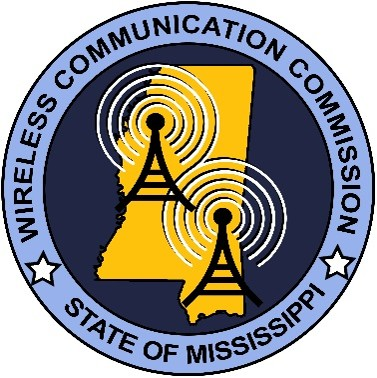 WIRELESS COMMUNICATION COMMISSION
STATE OF MISSISSIPPI